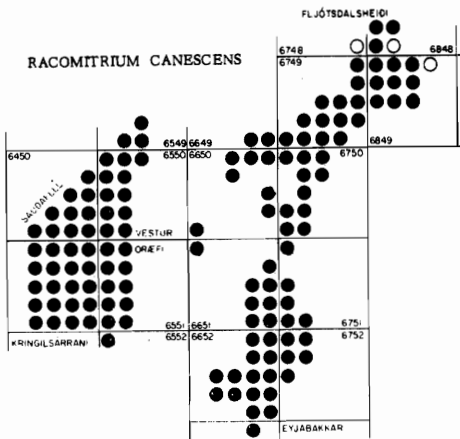 FLJÓTSDALSHEIÐI
6748 6848
6749
RACOMITRIUM CANESCENS
6549 6649
6450 6550 6650 6750 6849
SAUÐAFELL
VESTUR
ÖRÆFI
6551 6651 6751
KRINGILSÁRRANI 6552 6652 6752
EYJABAKKAR